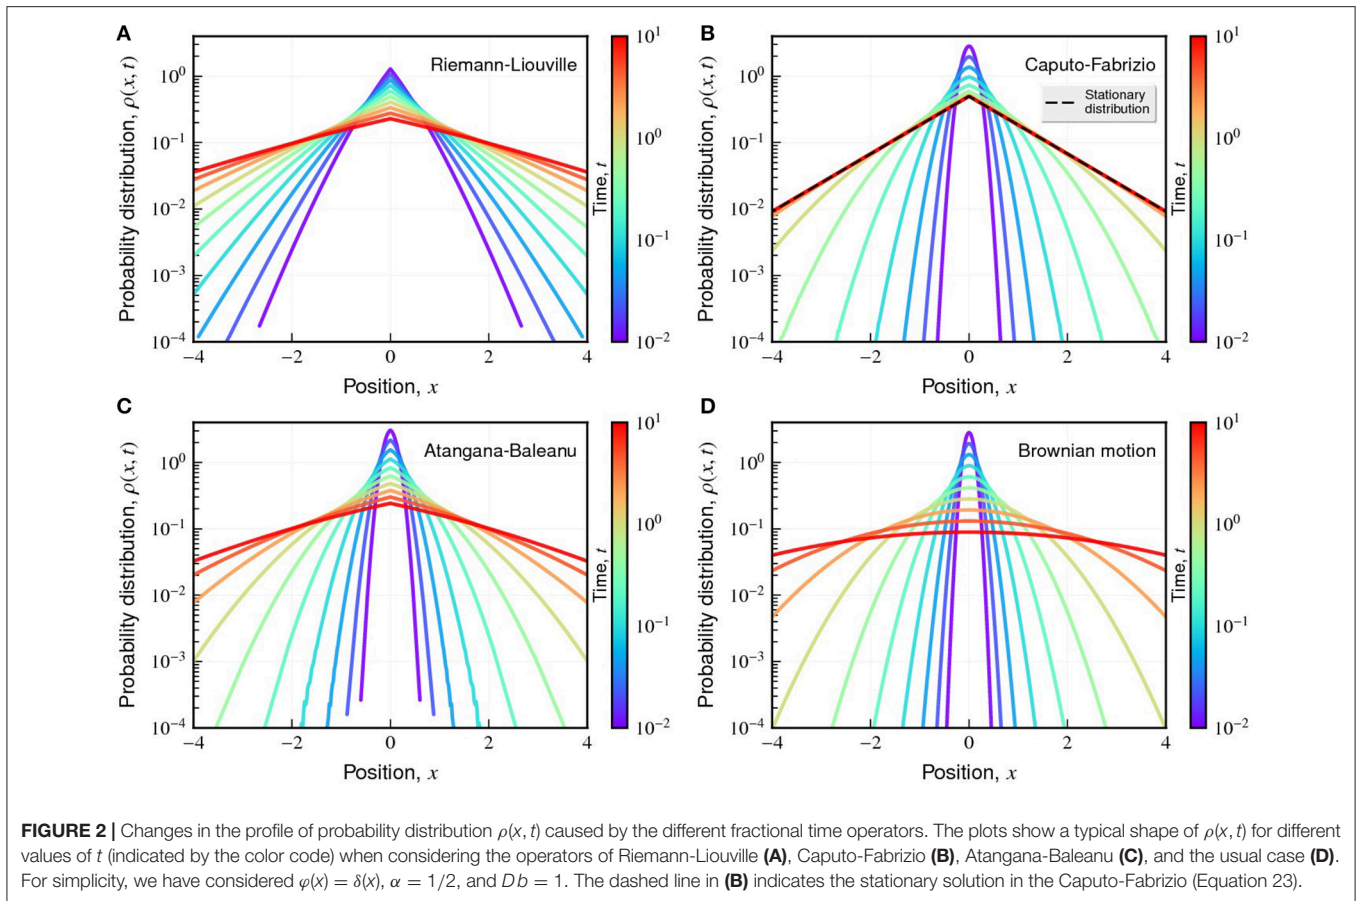 A
Riemann-Liouville
Probability distribution, ρ(x, t)
10⁰
10⁻¹
10⁻²
10⁻³
10⁻⁴
−4
−2
0
2
4
Position, x
10¹
10⁰
10⁻¹
10⁻²
Time, t
B
Caputo-Fabrizio
Stationary
distribution
Probability distribution, ρ(x, t)
10⁰
10⁻¹
10⁻²
10⁻³
10⁻⁴
−4
−2
0
2
4
Position, x
10¹
10⁰
10⁻¹
10⁻²
Time, t
C
Atangana-Baleanu
Probability distribution, ρ(x, t)
10⁰
10⁻¹
10⁻²
10⁻³
10⁻⁴
−4
−2
0
2
4
Position, x
10¹
10⁰
10⁻¹
10⁻²
Time, t
D
Brownian motion
Probability distribution, ρ(x, t)
10⁰
10⁻¹
10⁻²
10⁻³
10⁻⁴
−4
−2
0
2
4
Position, x
10¹
10⁰
10⁻¹
10⁻²
Time, t
FIGURE 2 | Changes in the profile of probability distribution ρ(x, t) caused by the different fractional time operators. The plots show a typical shape of ρ(x, t) for different
values of t (indicated by the color code) when considering the operators of Riemann-Liouville (A), Caputo-Fabrizio (B), Atangana-Baleanu (C), and the usual case (D).
For simplicity, we have considered φ(x) = δ(x), α = 1/2, and Db = 1. The dashed line in (B) indicates the stationary solution in the Caputo-Fabrizio (Equation 23).